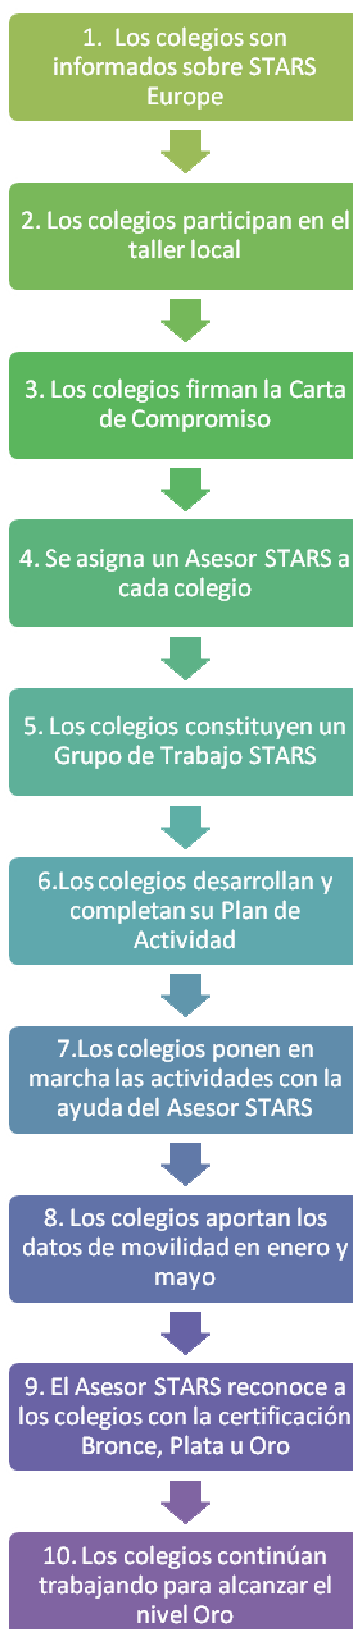 1.  Los colegios son
informados sobre STARS
Europe
2. Los colegios participan en el
taller local
3. Los colegios firman la Carta
de Compromiso
4. Se asigna un Asesor STARS a
cada colegio
5. Los colegios constituyen un
Grupo de Trabajo STARS
6.Los colegios desarrollan y
completan su Plan de
Actividad
7.Los colegios ponen en
marcha las actividades con la
ayuda del Asesor STARS
8. Los colegios aportan los
datos de movilidad en enero y
mayo
9. El Asesor STARS reconoce a
los colegios con la certificación
Bronce, Plata u Oro
10. Los colegios continúan
trabajando para alcanzar el
nivel Oro